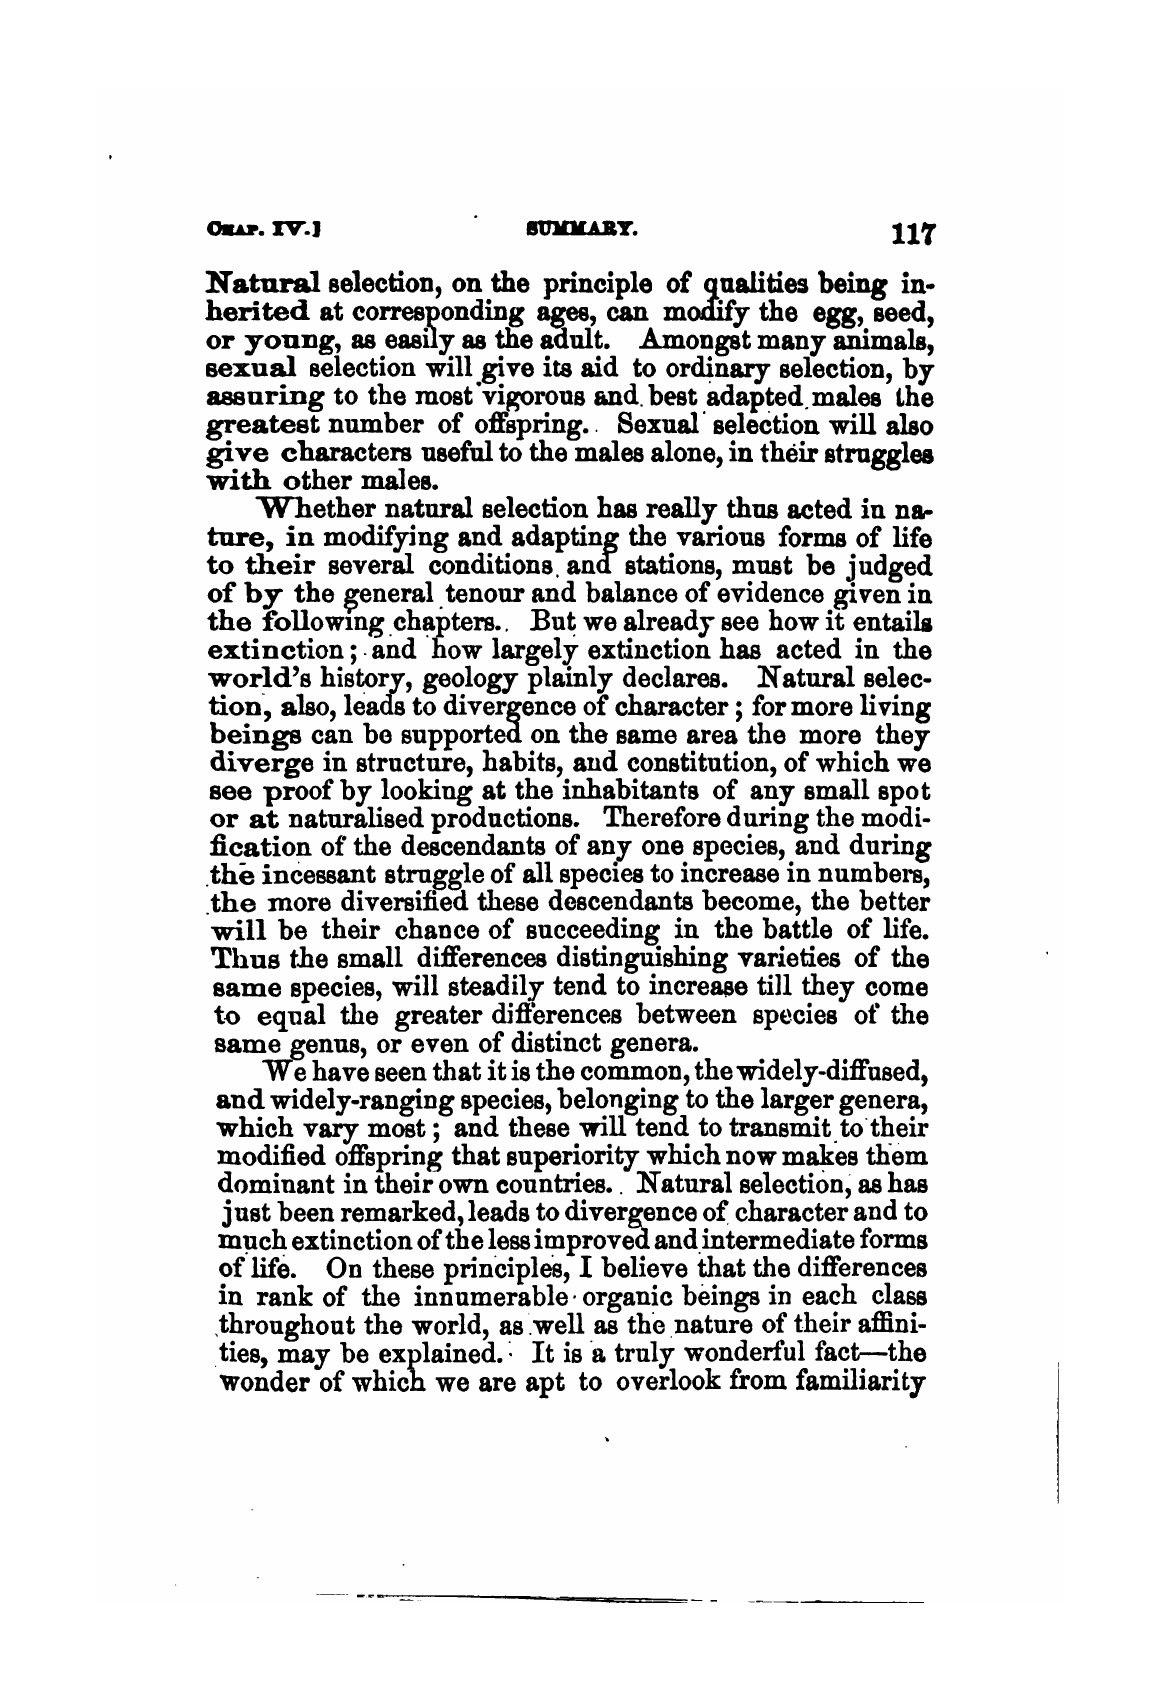 CHAP. IV.] SUMMARY. 117
Natural selection, on the principle of qualities being in-
herited at corresponding ages, can modify the egg, seed,
or young, as easily as the adult. Amongst many animals,
sexual selection will give its aid to ordinary selection, by
assuring to the most vigorous and best adapted males the
greatest number of offspring. Sexual selection will also
give characters useful to the males alone, in their struggles
with other males.
Whether natural selection has really thus acted in na-
ture, in modifying and adapting the various forms of life
to their several conditions and stations, must be judged
of by the general tenour and balance of evidence given in
the following chapters. But we already see how it entails
extinction; and how largely extinction has acted in the
world's history, geology plainly declares. Natural selec-
tion, also, leads to divergence of character; for more living
beings can be supported on the same area the more they
diverge in structure, habits, and constitution, of which we
see proof by looking at the inhabitants of any small spot
or at naturalised productions. Therefore during the modi-
fication of the descendants of any one species, and during
the incessant struggle of all species to increase in numbers,
the more diversified these descendants become, the better
will be their chance of succeeding in the battle of life.
Thus the small differences distinguishing varieties of the
same species, will steadily tend to increase till they come
to equal the greater differences between species of the
same genus, or even of distinct genera.
We have seen that it is the common, the widely-diffused,
and widely-ranging species, belonging to the larger genera,
which vary most; and these will tend to transmit to their
modified offspring that superiority which now makes them
dominant in their own countries. Natural selection, as has
just been remarked, leads to divergence of character and to
much extinction of the less improved and intermediate forms
of life. On these principles, I believe that the differences
in rank of the innumerable organic beings in each class
throughout the world, as well as the nature of their affini-
ties, may be explained. It is a truly wonderful fact—the
wonder of which we are apt to overlook from familiarity